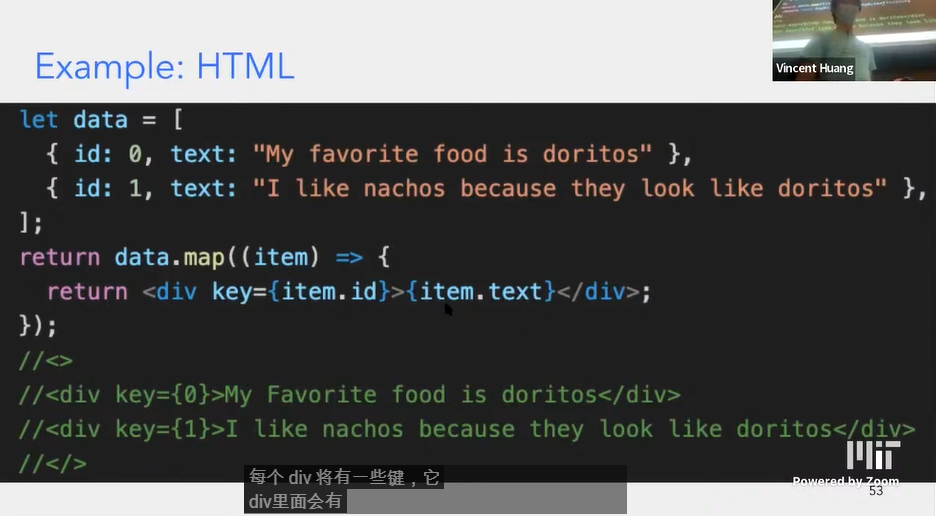 Example: HTML
Vincent Huang
let data = [
{ id: 0, text: "My favorite food is doritos" },
{ id: 1, text: "I like nachos because they look like doritos" },
];
return data.map((item) => {
return <div key={item.id}>{item.text}</div>;
});
//<>
//<div key={0}>My Favorite food is doritos</div>
//<div key={1}>I like nachos because they look like doritos</div>
//</>
MIT
Powered by Zoom
53
每个 div 将有一些键，它
div里面会有